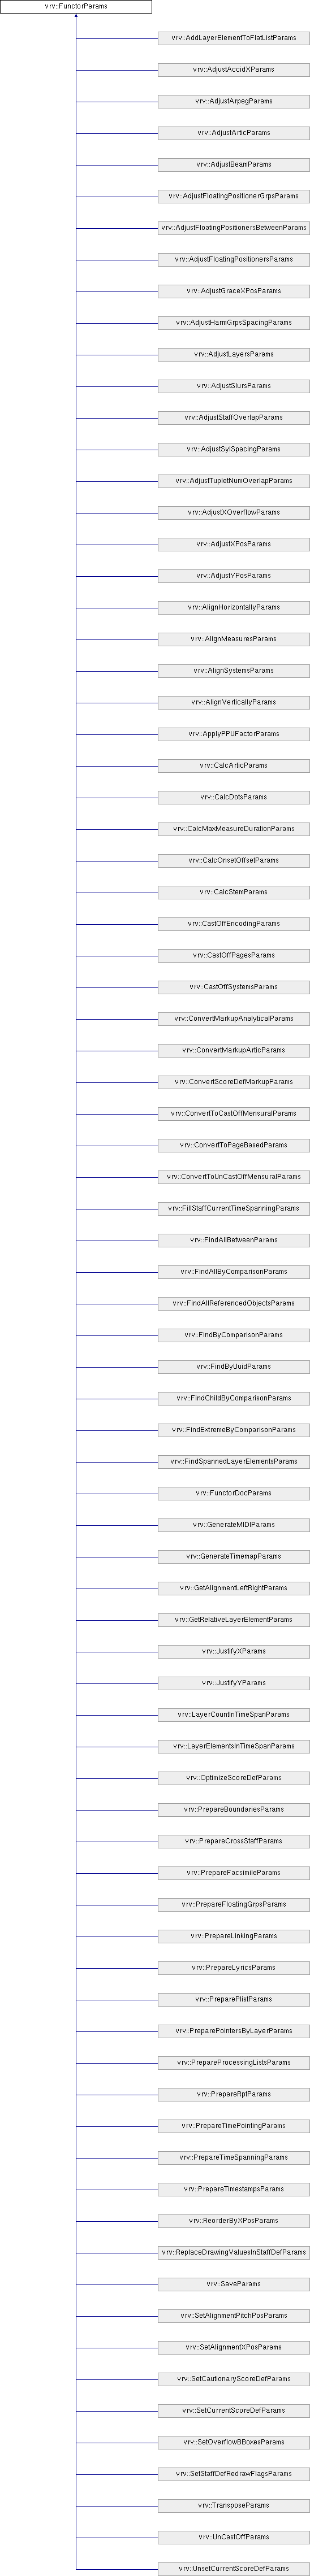 vrv::FunctorParams
vrv::AddLayerElementToFlatListParams
vrv::AdjustAccidXParams
vrv::AdjustArpegParams
vrv::AdjustArticParams
vrv::AdjustBeamParams
vrv::AdjustFloatingPositionerGrpsParams
vrv::AdjustFloatingPositionersBetweenParams
vrv::AdjustFloatingPositionersParams
vrv::AdjustGraceXPosParams
vrv::AdjustHarmGrpsSpacingParams
vrv::AdjustLayersParams
vrv::AdjustSlursParams
vrv::AdjustStaffOverlapParams
vrv::AdjustSylSpacingParams
vrv::AdjustTupletNumOverlapParams
vrv::AdjustXOverflowParams
vrv::AdjustXPosParams
vrv::AdjustYPosParams
vrv::AlignHorizontallyParams
vrv::AlignMeasuresParams
vrv::AlignSystemsParams
vrv::AlignVerticallyParams
vrv::ApplyPPUFactorParams
vrv::CalcArticParams
vrv::CalcDotsParams
vrv::CalcMaxMeasureDurationParams
vrv::CalcOnsetOffsetParams
vrv::CalcStemParams
vrv::CastOffEncodingParams
vrv::CastOffPagesParams
vrv::CastOffSystemsParams
vrv::ConvertMarkupAnalyticalParams
vrv::ConvertMarkupArticParams
vrv::ConvertScoreDefMarkupParams
vrv::ConvertToCastOffMensuralParams
vrv::ConvertToPageBasedParams
vrv::ConvertToUnCastOffMensuralParams
vrv::FillStaffCurrentTimeSpanningParams
vrv::FindAllBetweenParams
vrv::FindAllByComparisonParams
vrv::FindAllReferencedObjectsParams
vrv::FindByComparisonParams
vrv::FindByUuidParams
vrv::FindChildByComparisonParams
vrv::FindExtremeByComparisonParams
vrv::FindSpannedLayerElementsParams
vrv::FunctorDocParams
vrv::GenerateMIDIParams
vrv::GenerateTimemapParams
vrv::GetAlignmentLeftRightParams
vrv::GetRelativeLayerElementParams
vrv::JustifyXParams
vrv::JustifyYParams
vrv::LayerCountInTimeSpanParams
vrv::LayerElementsInTimeSpanParams
vrv::OptimizeScoreDefParams
vrv::PrepareBoundariesParams
vrv::PrepareCrossStaffParams
vrv::PrepareFacsimileParams
vrv::PrepareFloatingGrpsParams
vrv::PrepareLinkingParams
vrv::PrepareLyricsParams
vrv::PreparePlistParams
vrv::PreparePointersByLayerParams
vrv::PrepareProcessingListsParams
vrv::PrepareRptParams
vrv::PrepareTimePointingParams
vrv::PrepareTimeSpanningParams
vrv::PrepareTimestampsParams
vrv::ReorderByXPosParams
vrv::ReplaceDrawingValuesInStaffDefParams
vrv::SaveParams
vrv::SetAlignmentPitchPosParams
vrv::SetAlignmentXPosParams
vrv::SetCautionaryScoreDefParams
vrv::SetCurrentScoreDefParams
vrv::SetOverflowBBoxesParams
vrv::SetStaffDefRedrawFlagsParams
vrv::TransposeParams
vrv::UnCastOffParams
vrv::UnsetCurrentScoreDefParams